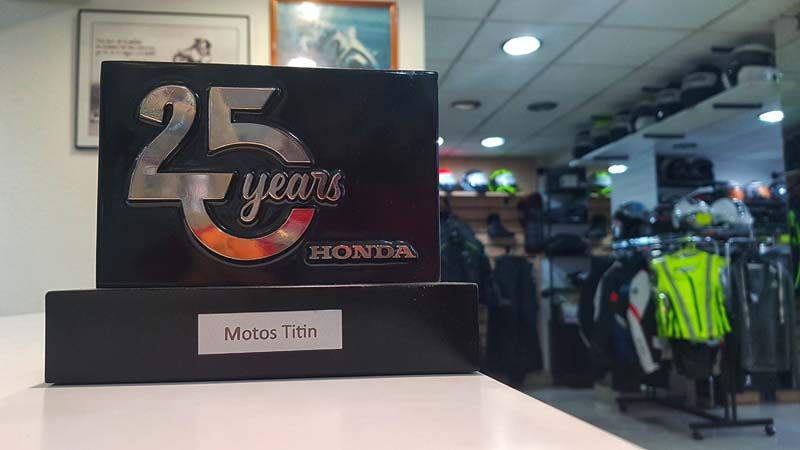 25
years
HONDA
Motos Titin